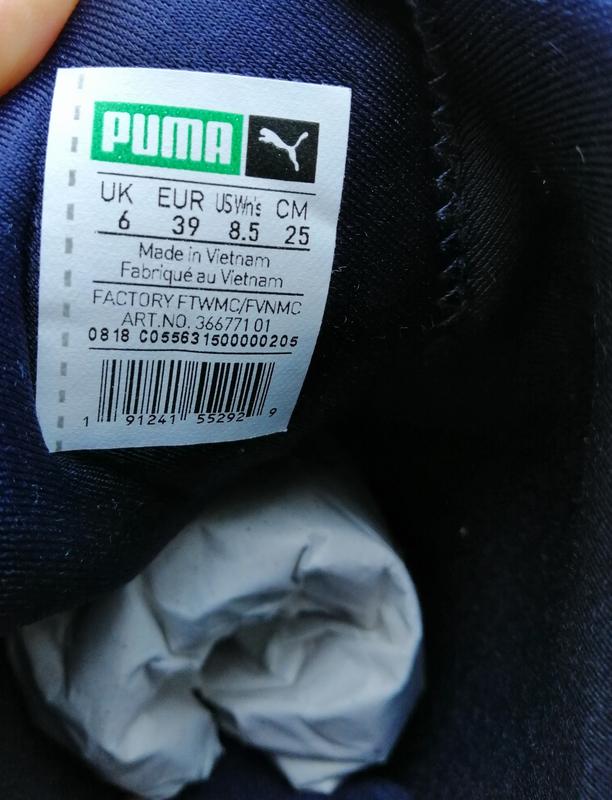 PUMA
UK EUR US Wn's CM
6 39 8.5 25
Made in Vietnam
Fabriqué au Vietnam
FACTORY FTWMC/FVNMC
ART.NO. 366771 01
0818 C055631500000205
1 91241 55292 9